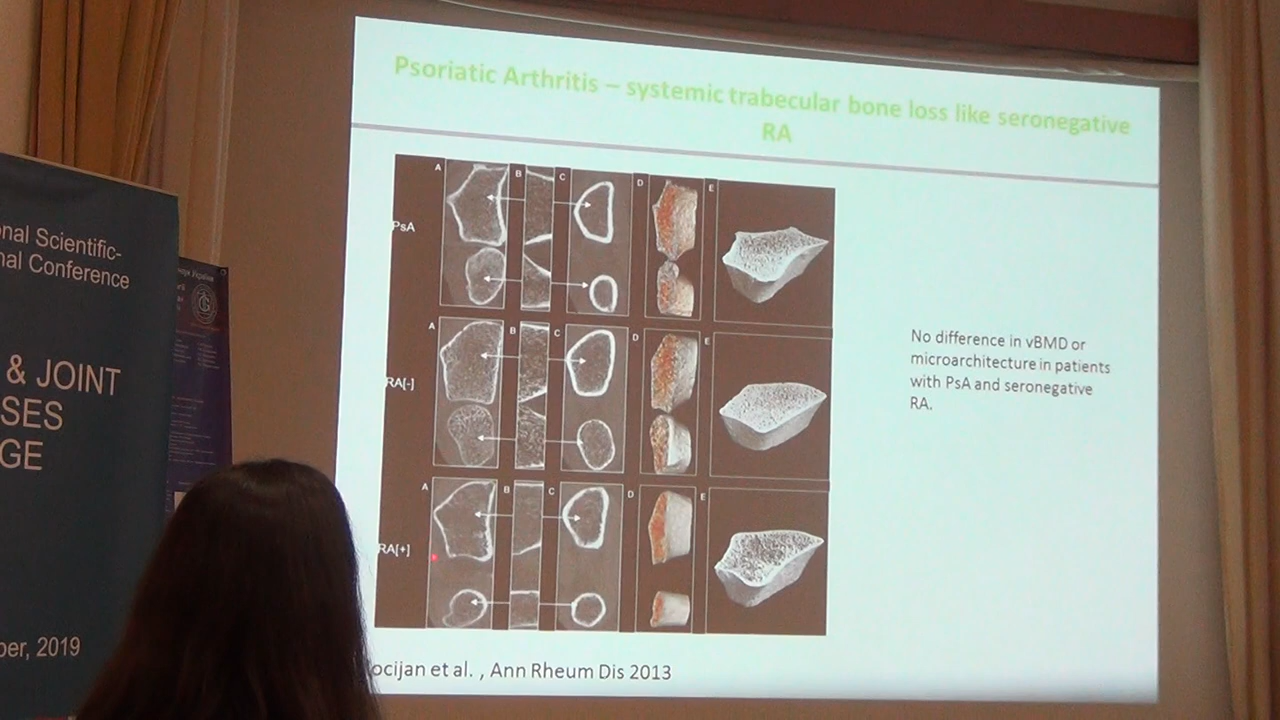 Psoriatic Arthritis – systemic trabecular bone loss like seronegative
RA
A B C D E
PsA
A B C D E
RA[-]
A B C D E
RA[+]
No difference in vBMD or
microarchitecture in patients
with PsA and seronegative
RA.
ocijan et al. , Ann Rheum Dis 2013
nal Scientific-
nal Conference
& JOINT
SES
GE
ber, 2019